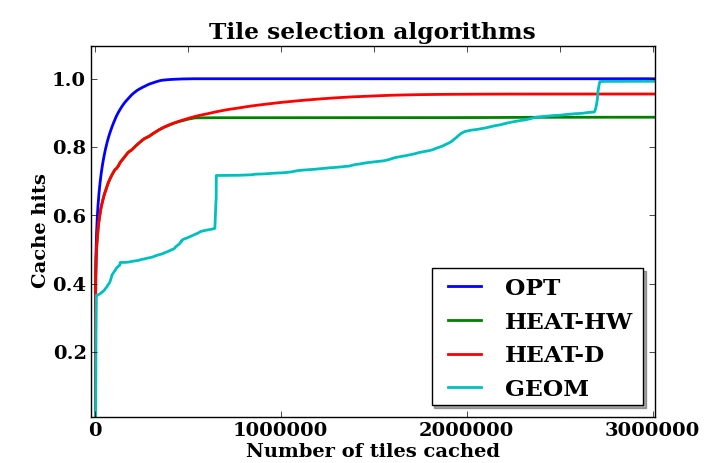 Tile selection algorithms
1.0
0.8
0.6
0.4
0.2
Cache hits
0 1000000 2000000 3000000
Number of tiles cached
OPT
HEAT-HW
HEAT-D
GEOM